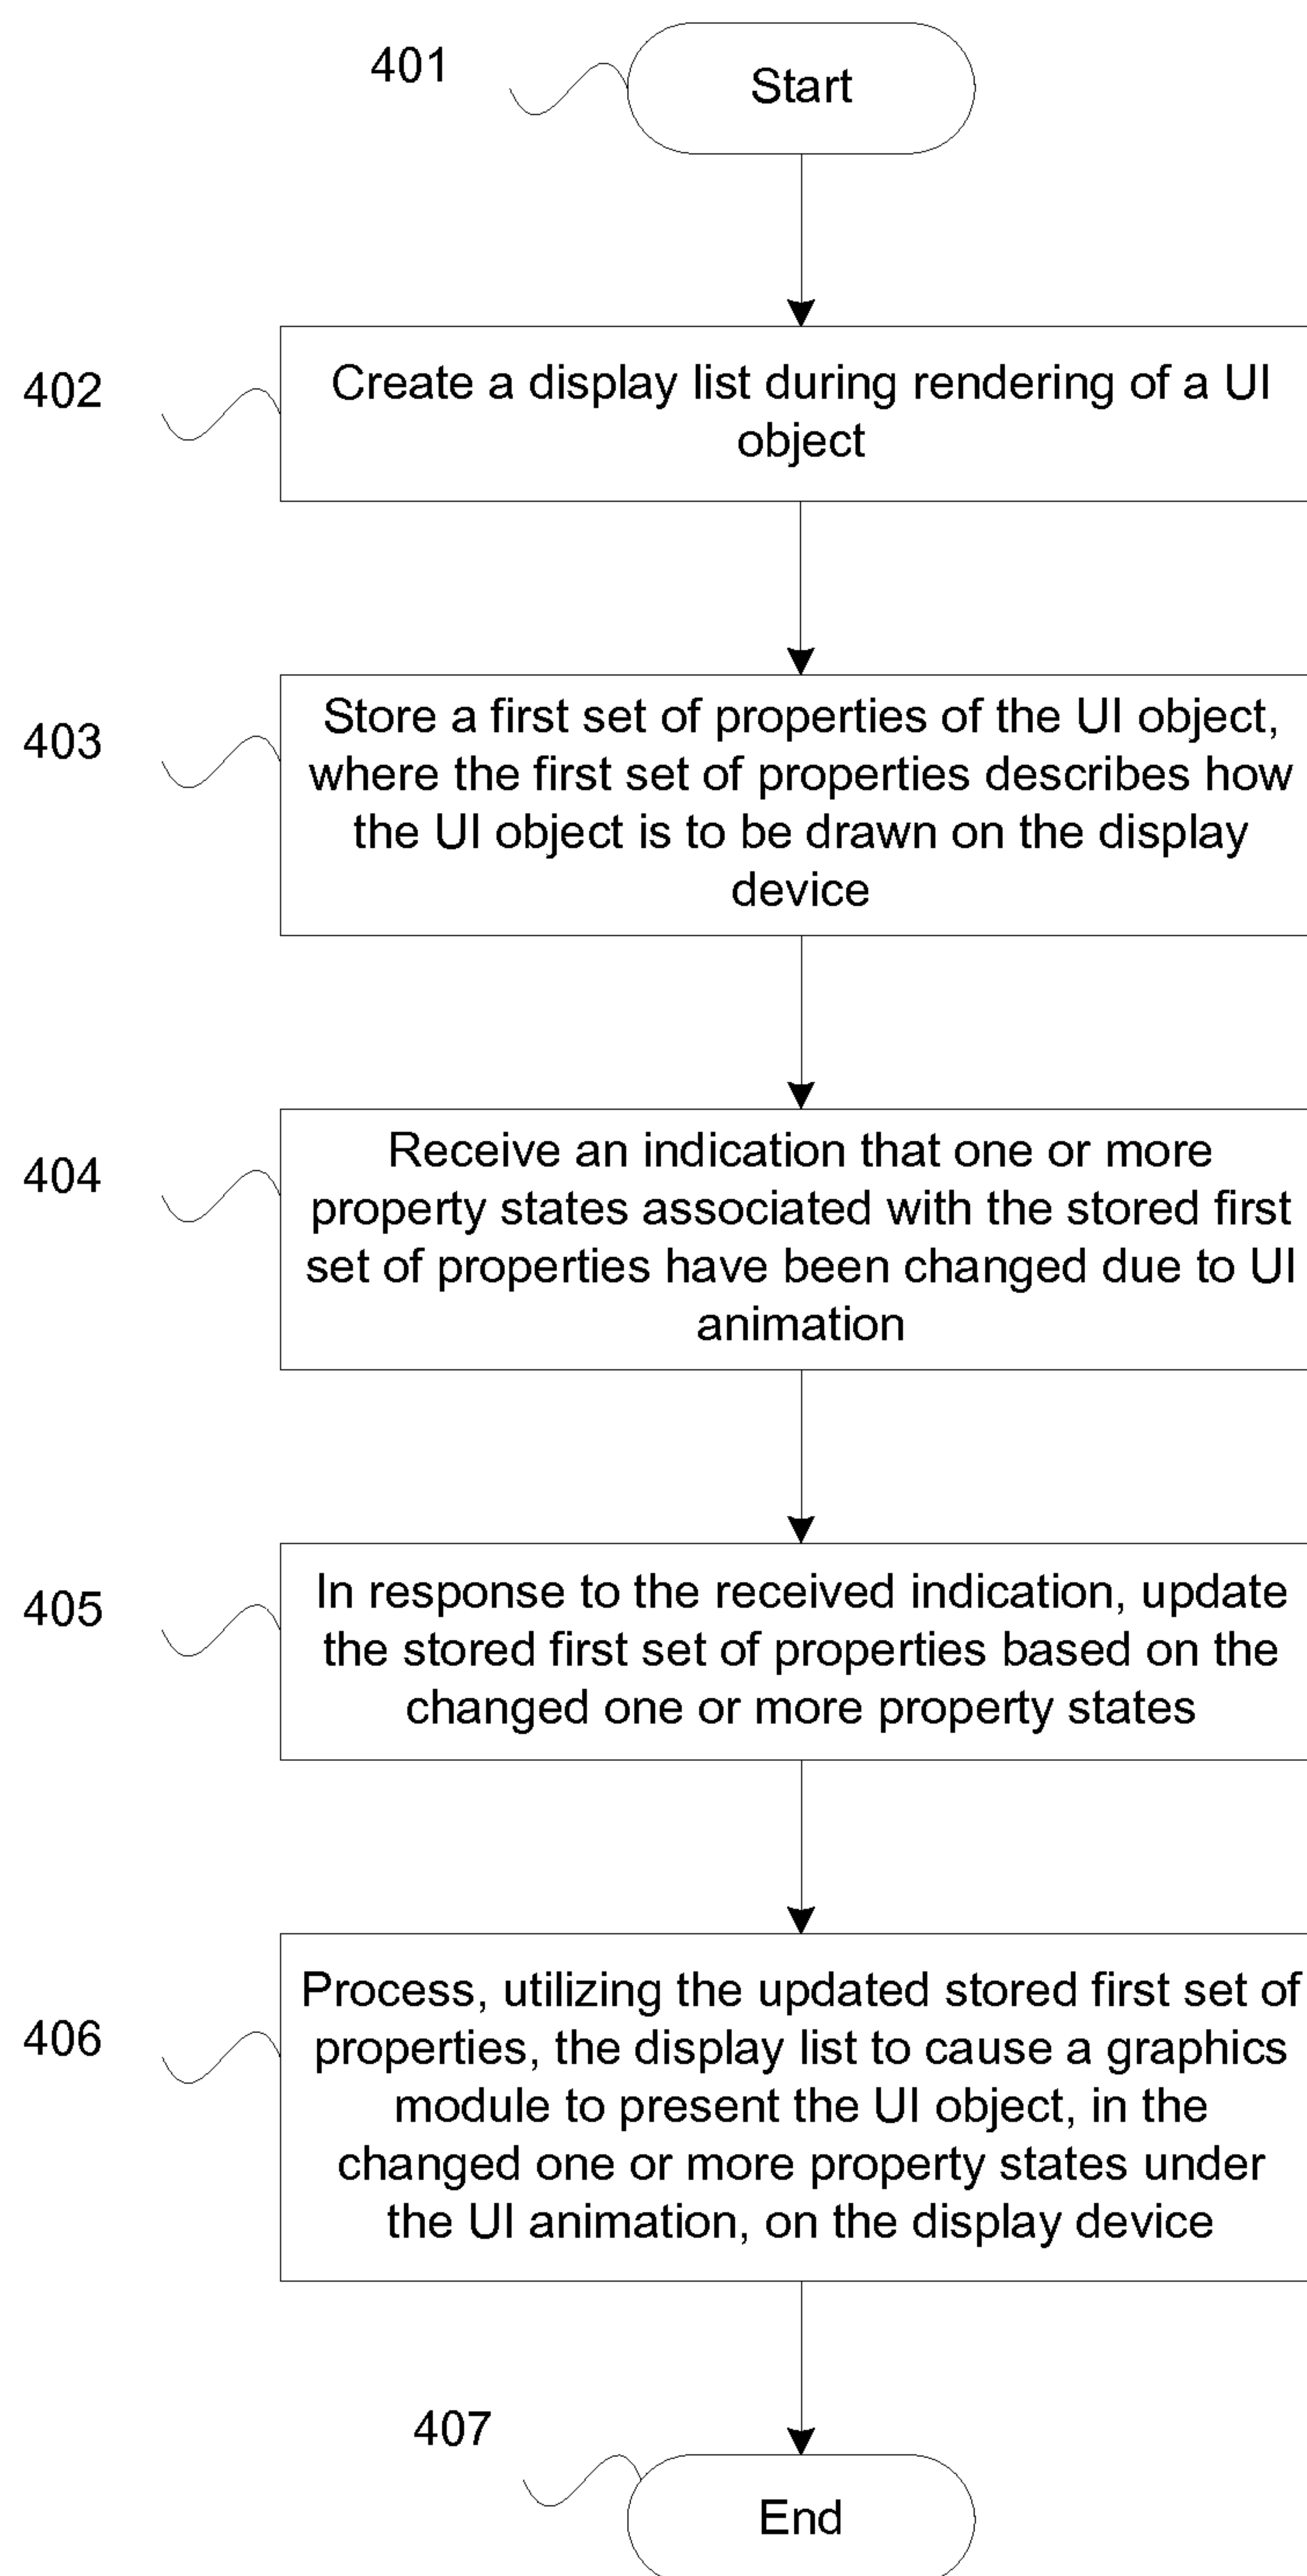 401
Start
402
Create a display list during rendering of a UI
object
403
Store a first set of properties of the UI object,
where the first set of properties describes how
the UI object is to be drawn on the display
device
404
Receive an indication that one or more
property states associated with the stored first
set of properties have been changed due to UI
animation
405
In response to the received indication, update
the stored first set of properties based on the
changed one or more property states
406
Process, utilizing the updated stored first set of
properties, the display list to cause a graphics
module to present the UI object, in the
changed one or more property states under
the UI animation, on the display device
407
End